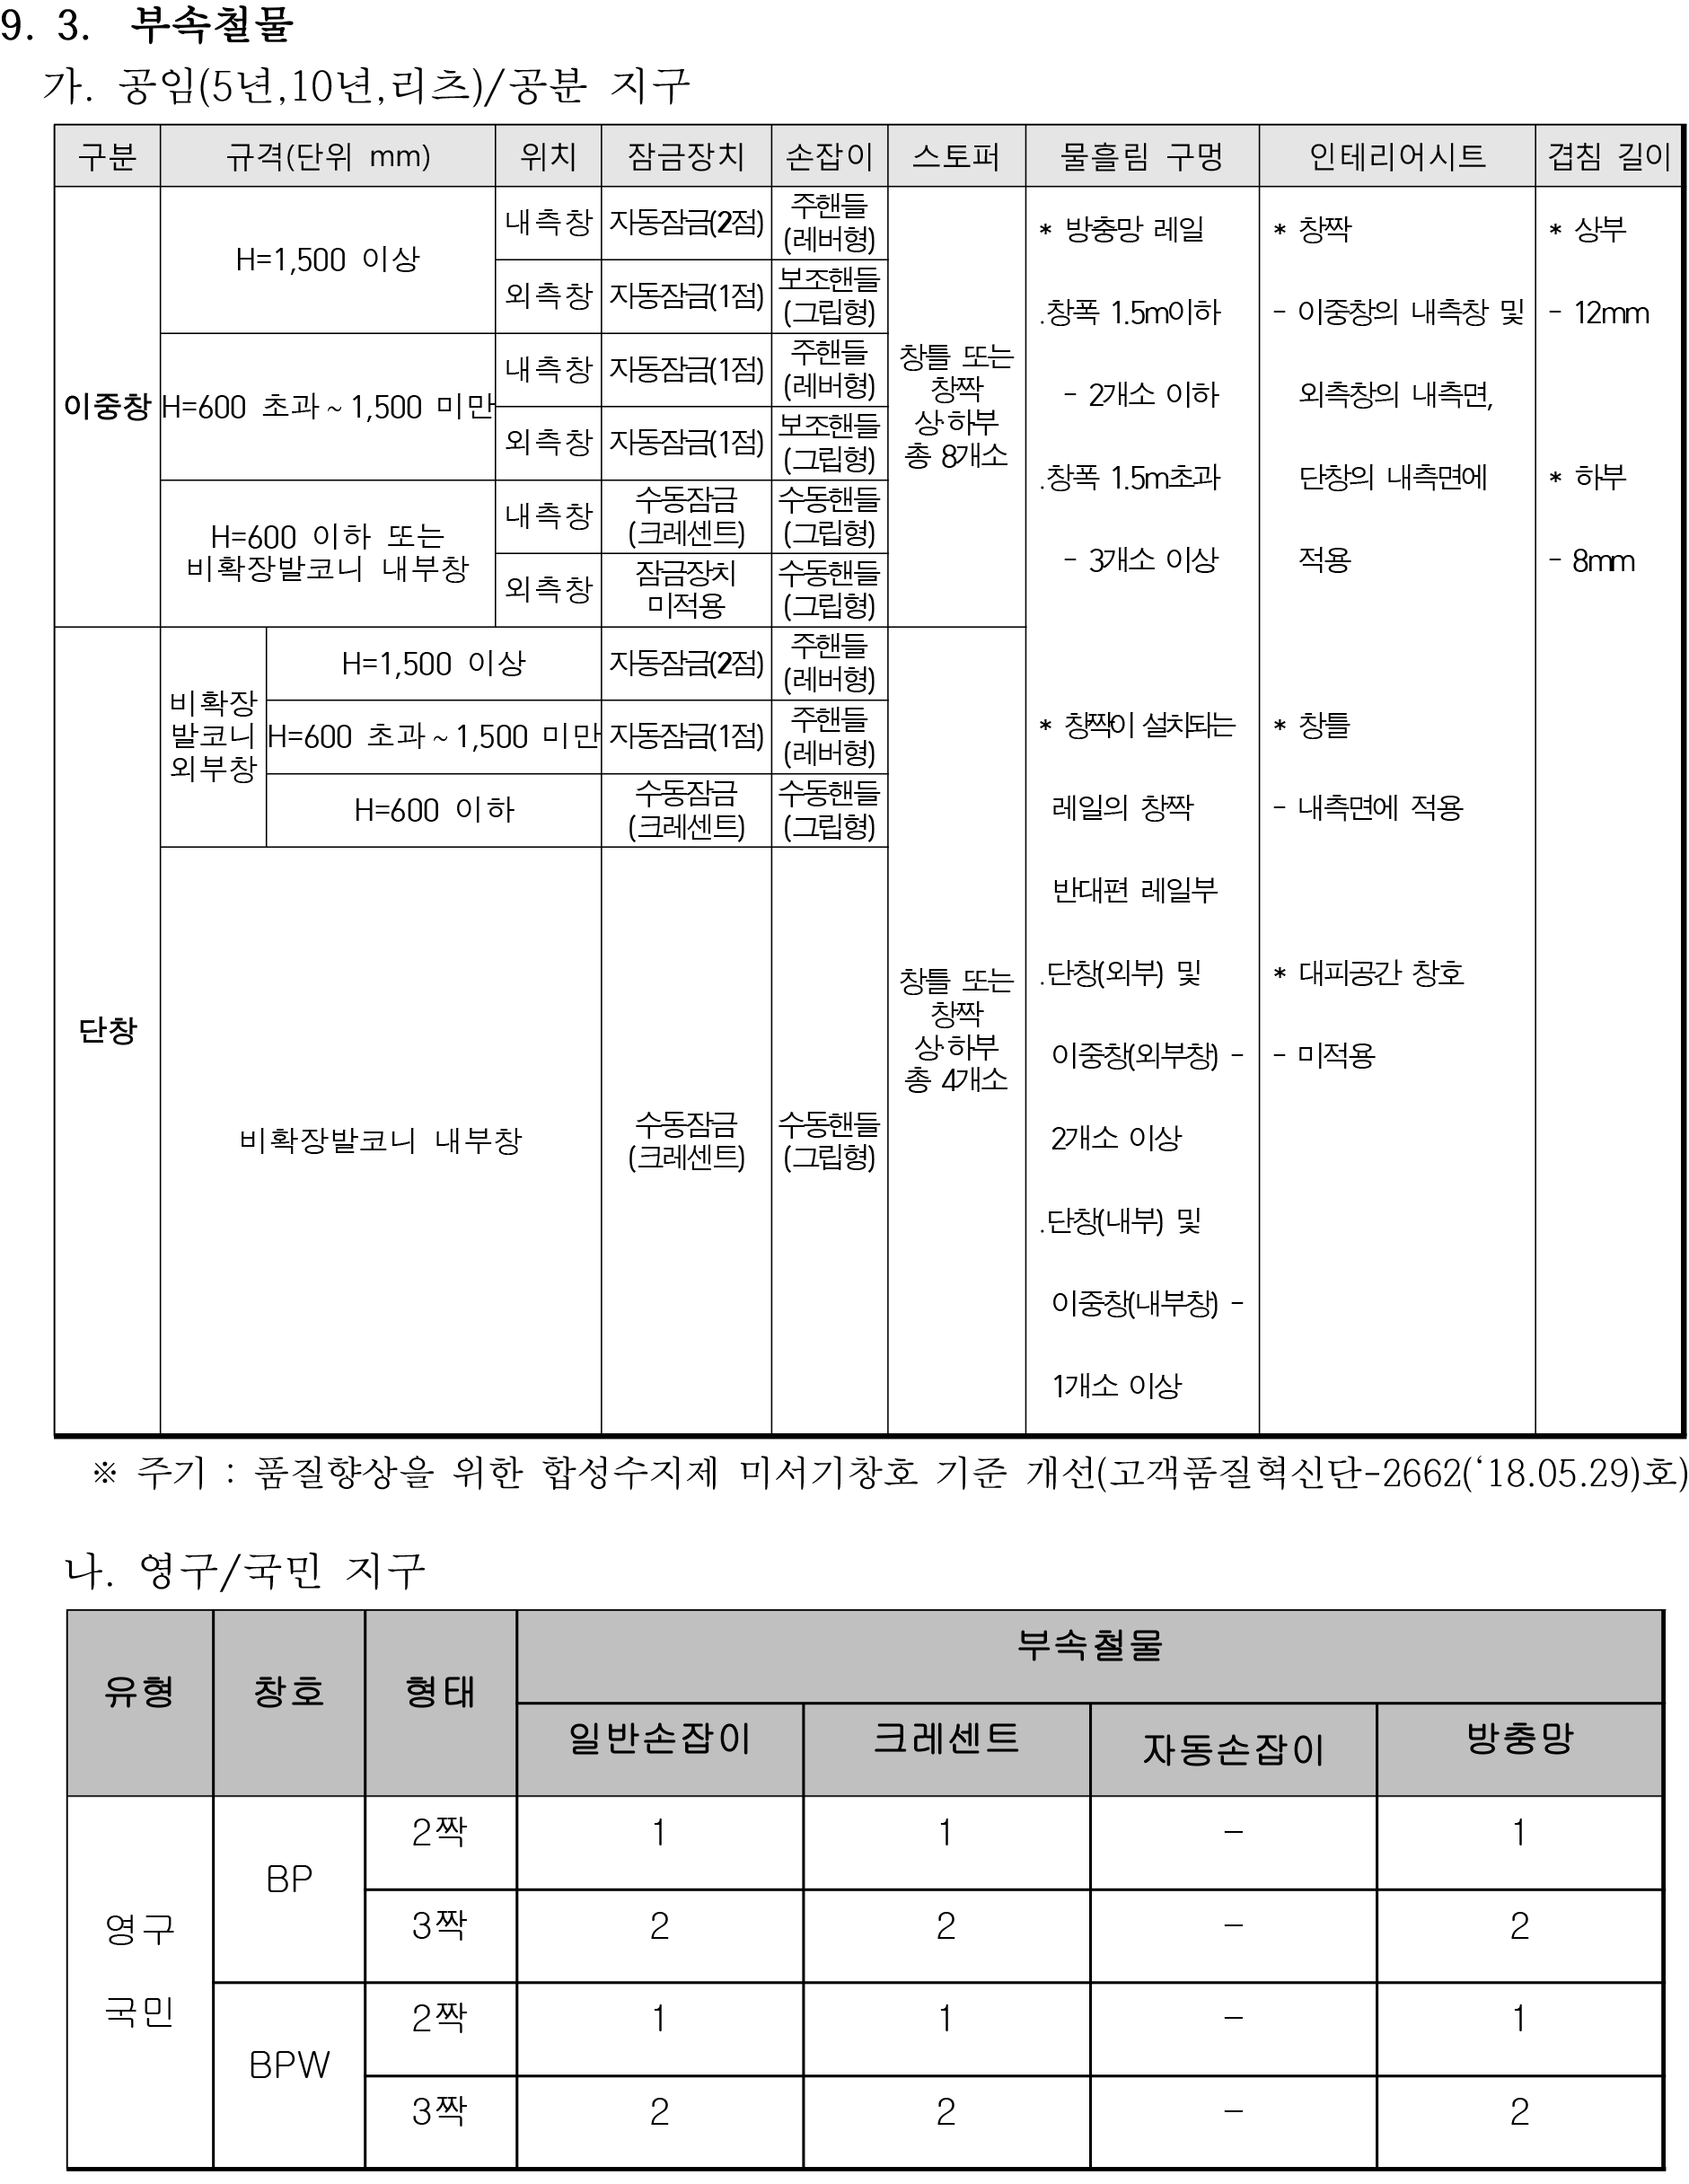 9. 3. 부속철물
가. 공임(5년,10년,리츠)/공분 지구
구분 규격(단위 mm) 위치 잠금장치 손잡이 스토퍼 물흘림 구멍 인테리어시트 겹침 길이
이중창
H=1,500 이상
내측창 자동잠금(2점) 주핸들
(레버형)
외측창 자동잠금(1점) 보조핸들
(그립형)
H=600 초과~1,500 미만
내측창 자동잠금(1점) 주핸들
(레버형)
외측창 자동잠금(1점) 보조핸들
(그립형)
H=600 이하 또는
비확장발코니 내부창
내측창 수동잠금
(크레센트)
수동핸들
(그립형)
외측창 잠금장치
미적용
수동핸들
(그립형)
창틀 또는
창짝
상·하부
총 8개소
단창
비확장
발코니
외부창
H=1,500 이상 자동잠금(2점) 주핸들
(레버형)
H=600 초과~1,500 미만 자동잠금(1점) 주핸들
(레버형)
H=600 이하 수동잠금
(크레센트)
수동핸들
(그립형)
비확장발코니 내부창 수동잠금
(크레센트)
수동핸들
(그립형)
창틀 또는
창짝
상·하부
총 4개소
* 방충망 레일
.창폭 1.5m이하
- 2개소 이하
.창폭 1.5m초과
- 3개소 이상
* 창짝이 설치되는
레일의 창짝
반대편 레일부
.단창(외부) 및
이중창(외부창) -
2개소 이상
.단창(내부) 및
이중창(내부창) -
1개소 이상
* 창짝
- 이중창의 내측창 및
외측창의 내측면,
단창의 내측면에
적용
* 창틀
- 내측면에 적용
* 대피공간 창호
- 미적용
* 상부
- 12mm
* 하부
- 8mm
※ 주기 : 품질향상을 위한 합성수지제 미서기창호 기준 개선(고객품질혁신단-2662(‘18.05.29)호)
나. 영구/국민 지구
유형 창호 형태 부속철물
일반손잡이 크레센트 자동손잡이 방충망
영구
국민
BP
2짝 1 1 - 1
3짝 2 2 - 2
BPW
2짝 1 1 - 1
3짝 2 2 - 2